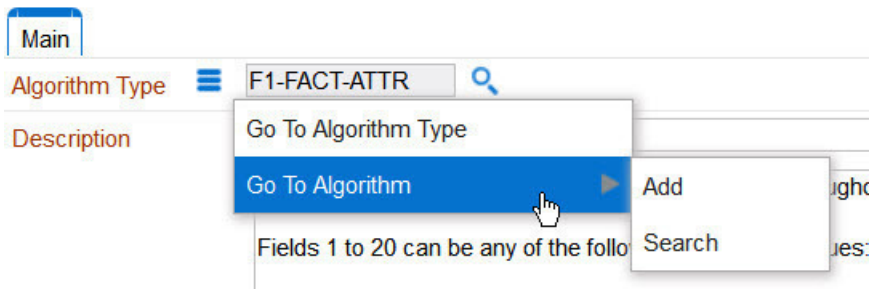 Main
Algorithm Type F1-FACT-ATTR
Go To Algorithm Type
Description
Go To Algorithm
Add
Search
Fields 1 to 20 can be any of the